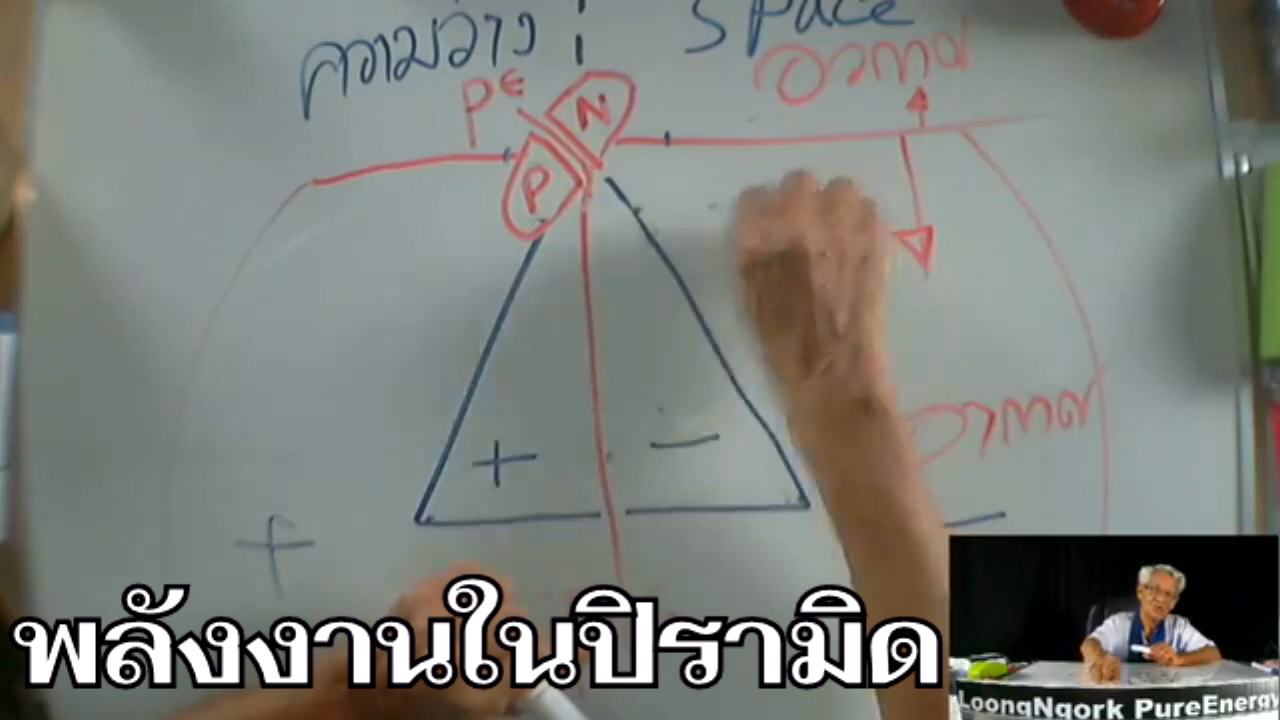 ความว่าง : Space
อวกาศ
PE
N
P
อากาศ
+ −
+ −
พลังงานในปิรามิด
LoongNgork PureEnergy